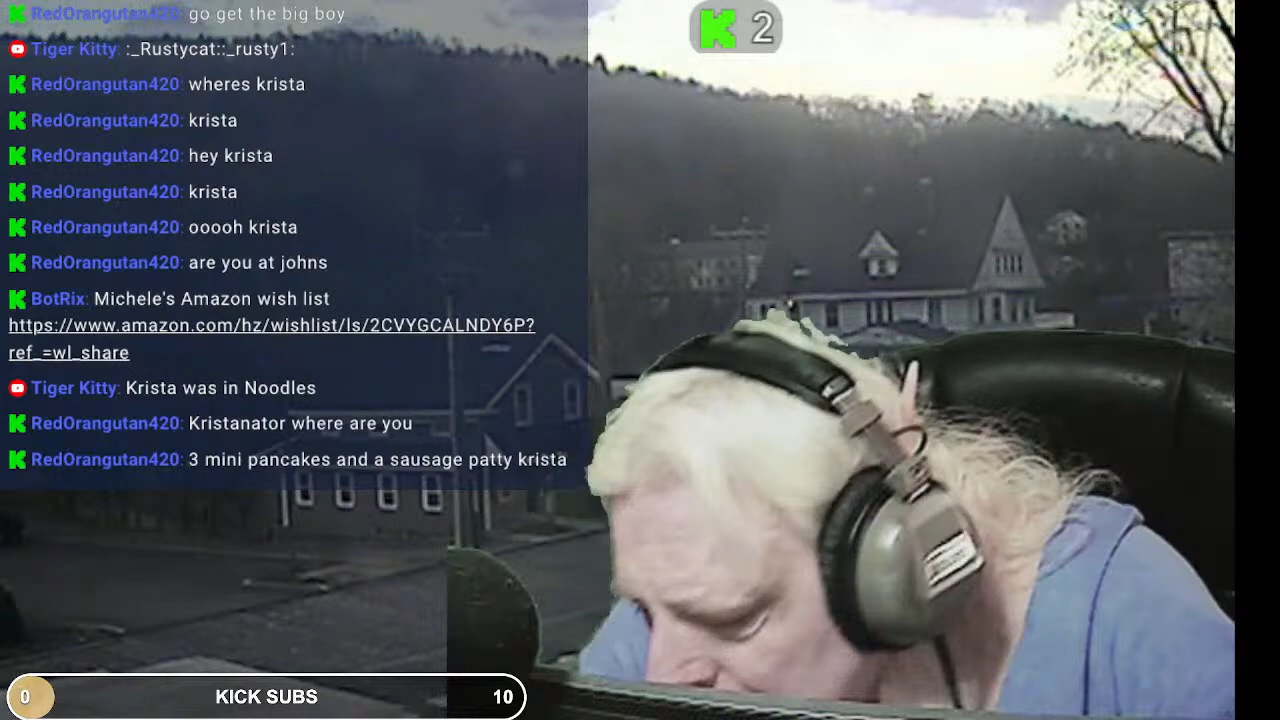 RedOrangutan420: go get the big boy
K 2
Tiger Kitty: :_Rustycat::_rusty1:
RedOrangutan420: wheres krista
RedOrangutan420: krista
RedOrangutan420: hey krista
RedOrangutan420: krista
RedOrangutan420: ooooh krista
RedOrangutan420: are you at johns
BotRix: Michele's Amazon wish list
https://www.amazon.com/hz/wishlist/ls/2CVYGCALNDY6P?
ref_=wl_share
Tiger Kitty: Krista was in Noodles
RedOrangutan420: Kristanator where are you
RedOrangutan420: 3 mini pancakes and a sausage patty krista
0 KICK SUBS 10